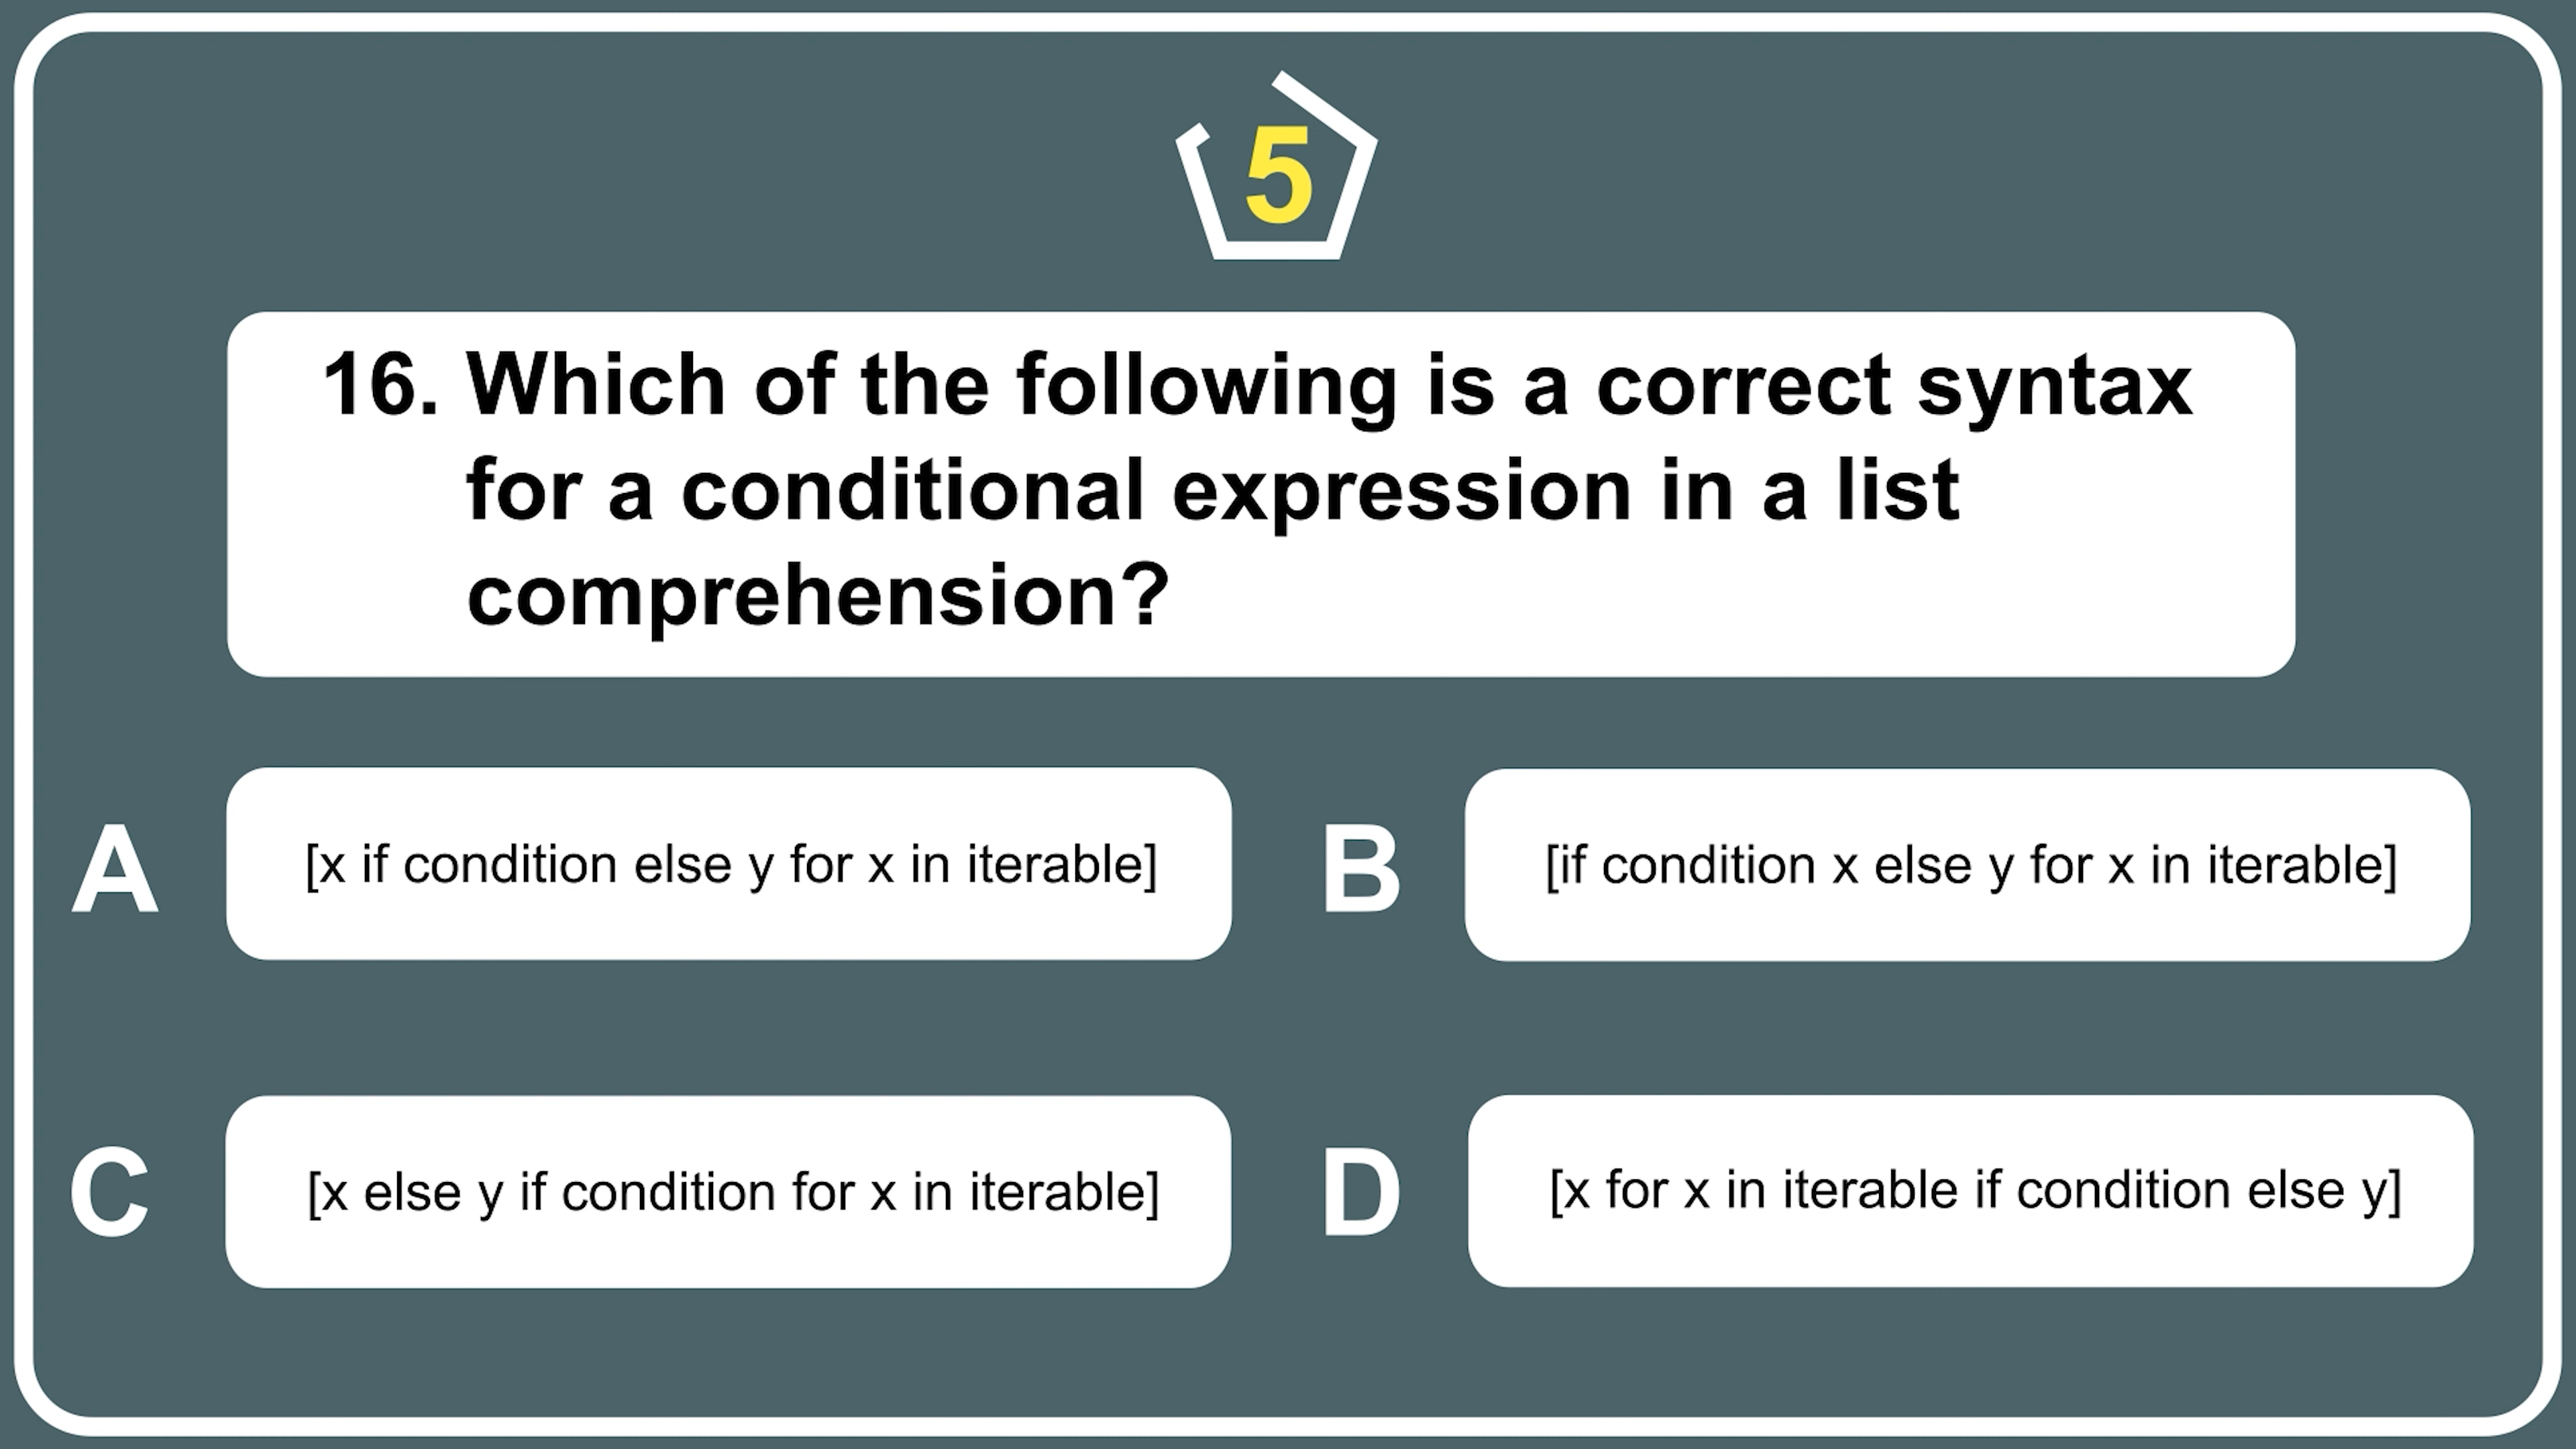 5
16. Which of the following is a correct syntax
for a conditional expression in a list
comprehension?
A [x if condition else y for x in iterable]
B [if condition x else y for x in iterable]
C [x else y if condition for x in iterable]
D [x for x in iterable if condition else y]